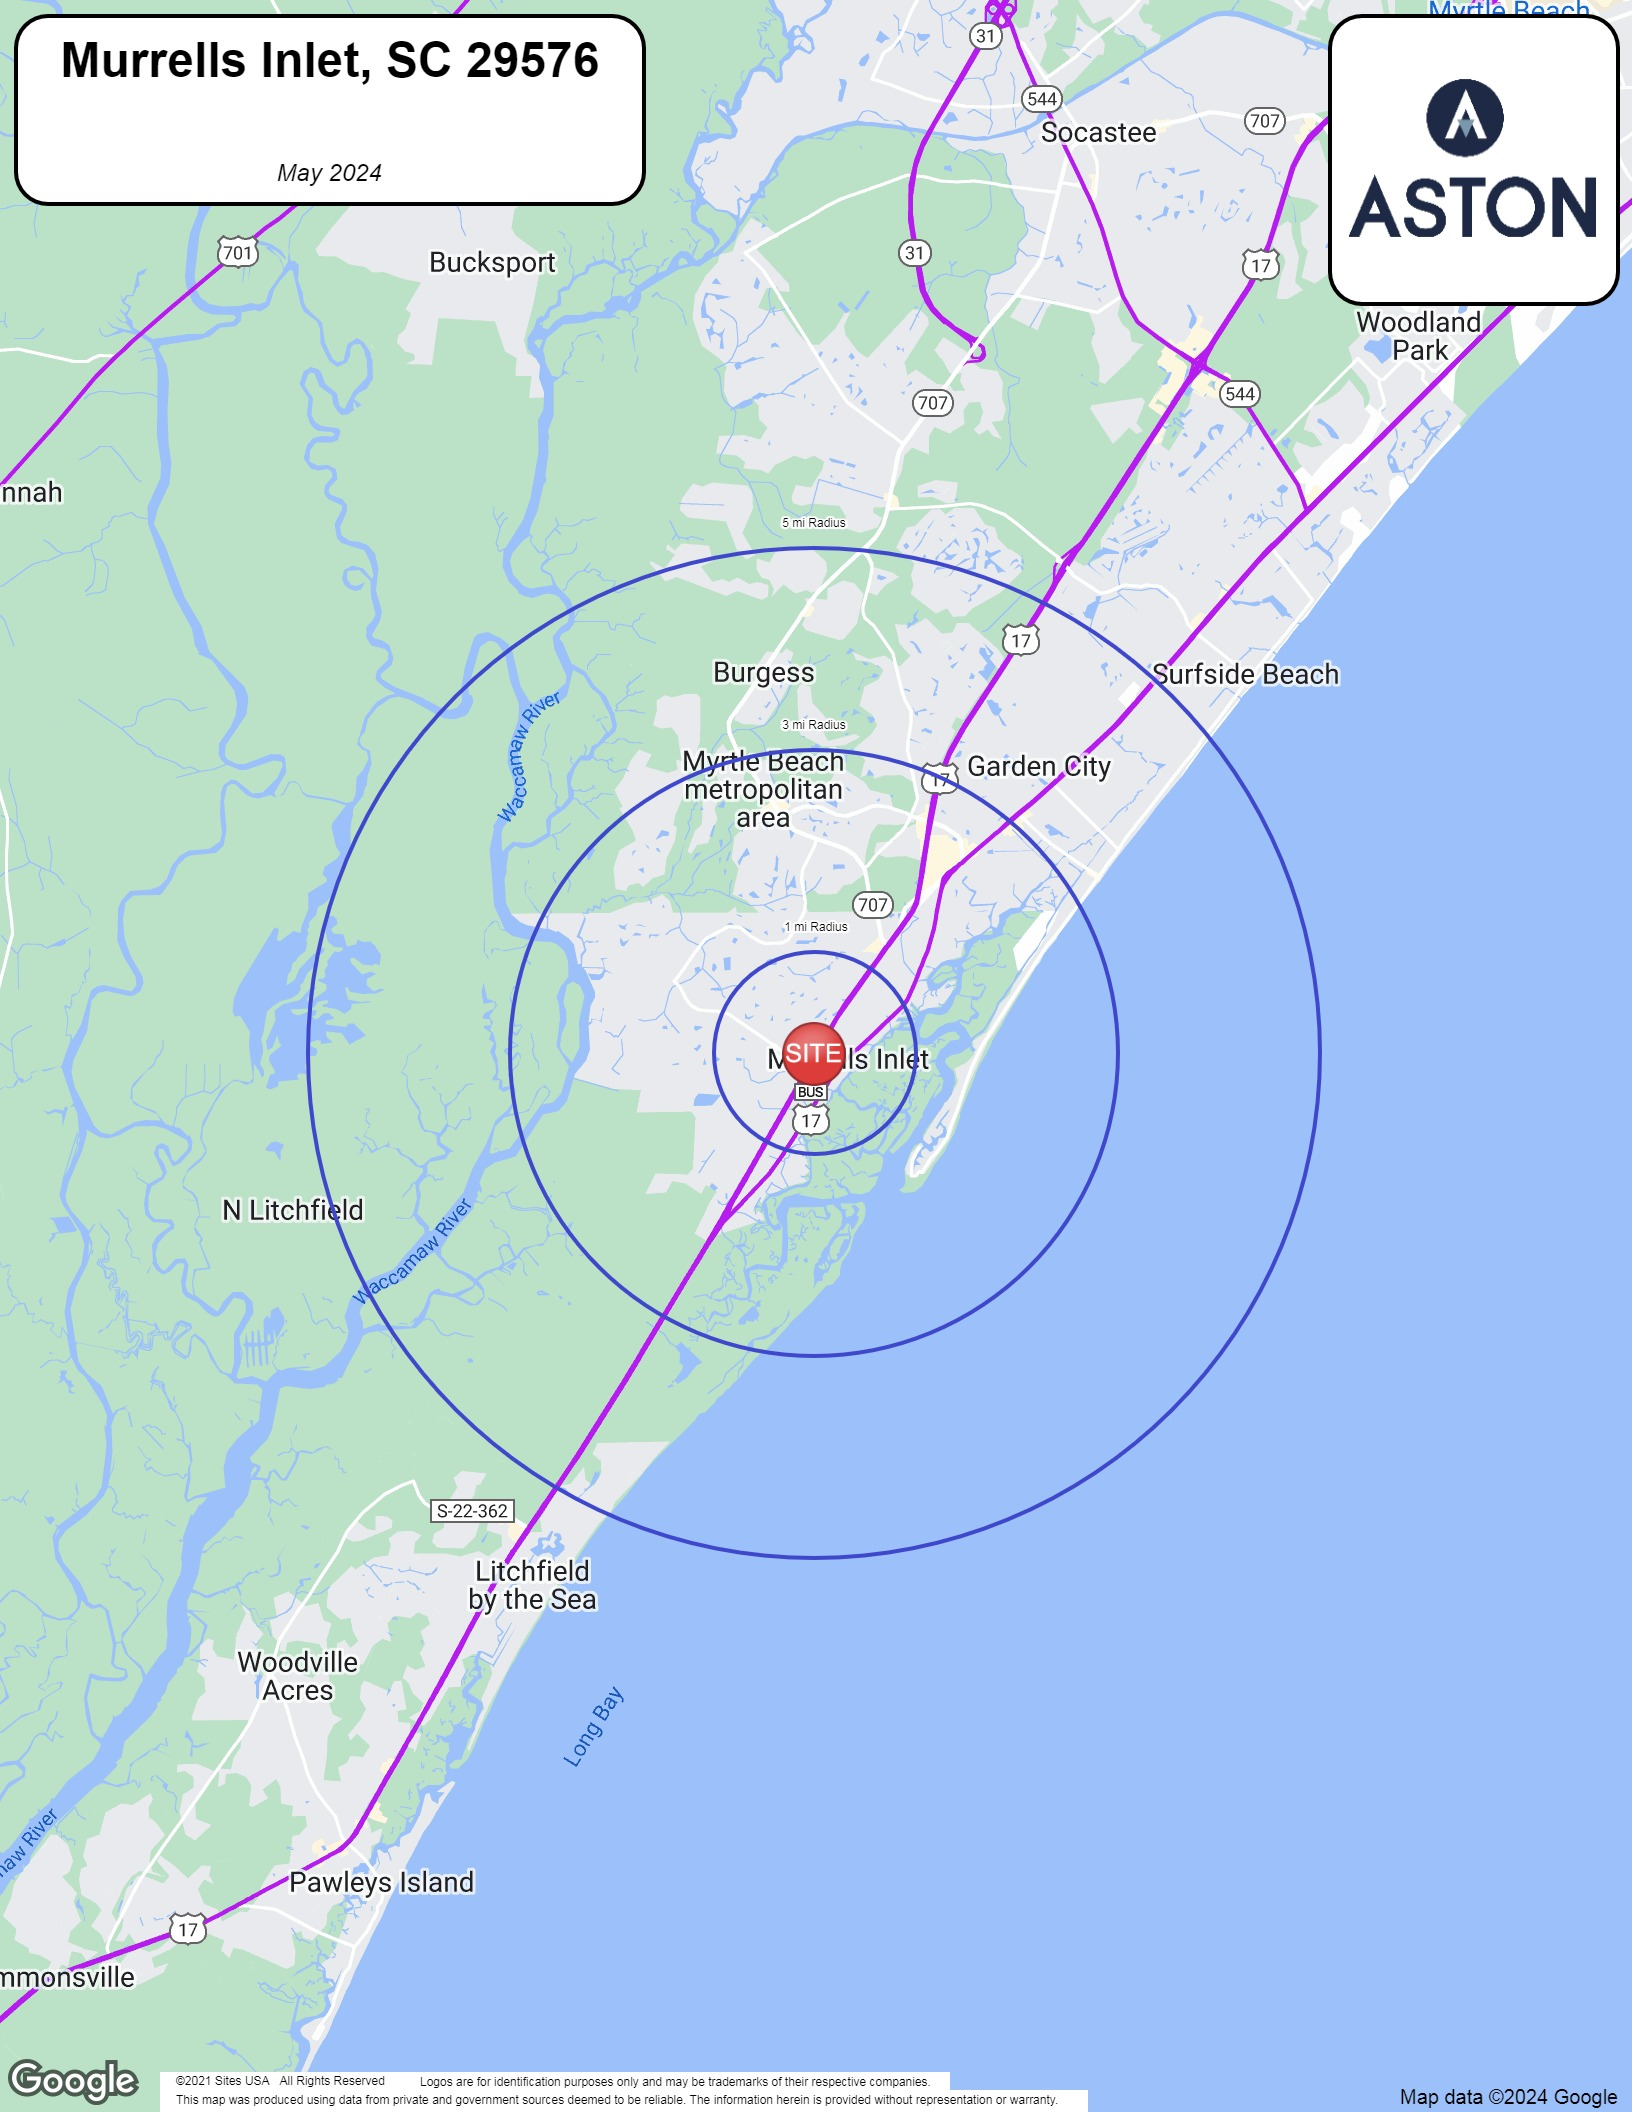 Murrells Inlet, SC 29576
May 2024
Myrtle Beach
ASTON
31
544
Socastee
707
701
Bucksport
31
17
Woodland
Park
707
544
nnah
5 mi Radius
17
Burgess
Surfside Beach
Waccamaw River
3 mi Radius
Myrtle Beach
metropolitan
area
17
Garden City
707
1 mi Radius
SITE
M lls Inlet
BUS
17
N Litchfield
Waccamaw River
S-22-362
Litchfield
by the Sea
Woodville
Acres
Long Bay
maw River
Pawleys Island
17
mmonsville
Google
©2021 Sites USA All Rights Reserved Logos are for identification purposes only and may be trademarks of their respective companies.
This map was produced using data from private and government sources deemed to be reliable. The information herein is provided without representation or warranty.
Map data ©2024 Google